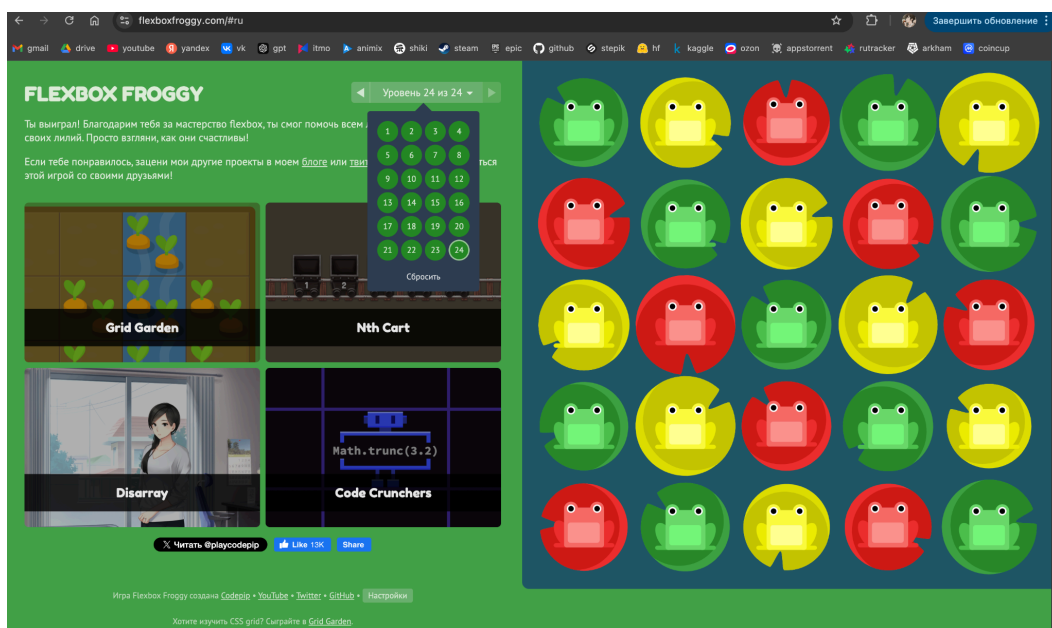 flexboxfroggy.com/#ru
Завершить обновление
gmail drive youtube yandex vk gpt itmo animix shiki steam epic github stepik hf kaggle ozon appstorrent rutracker arkham coincup
FLEXBOX FROGGY
Уровень 24 из 24
Ты выиграл! Благодарим тебя за мастерство flexbox, ты смог помочь всем
своих лилий. Просто взгляни, как они счастливы!
Если тебе понравилось, зацени мои другие проекты в моем блоге или
этой игрой со своими друзьями!
1 2 3 4
5 6 7 8
9 10 11 12
13 14 15 16
17 18 19 20
21 22 23 24
Сбросить
1 2
Grid Garden
Nth Cart
Math.trunc(3.2)
Disarray
Code Crunchers
Читать @playcodepip
Like 13K
Share
Игра Flexbox Froggy создана Codepip • YouTube • Twitter • GitHub • Настройки
Хотите изучить CSS grid? Сыграйте в Grid Garden.